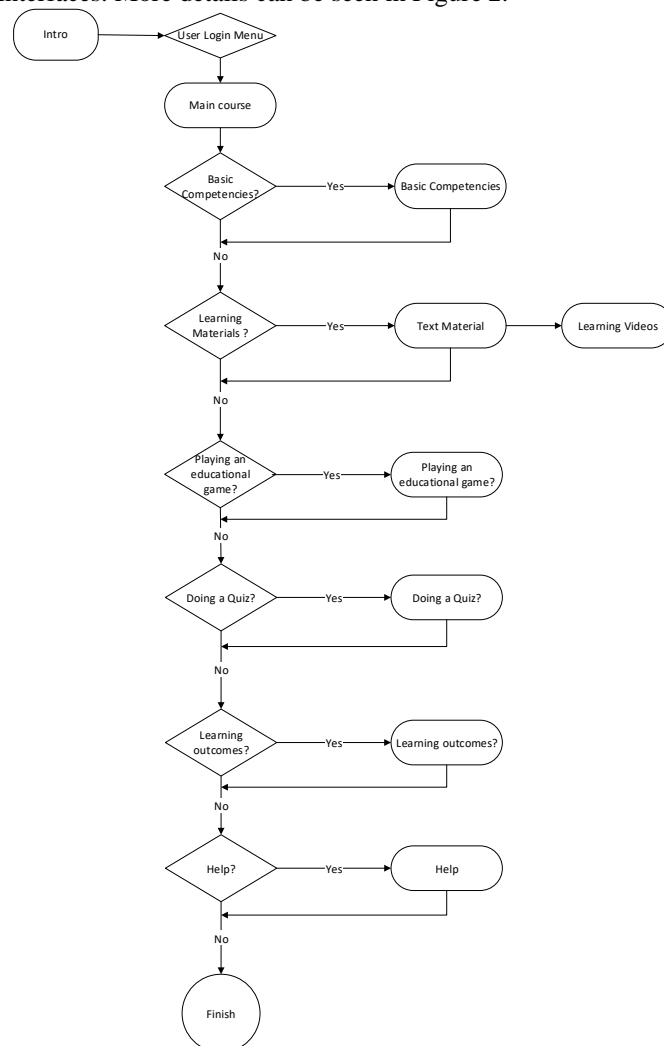 interfaces. More details can be seen in Figure 2.
Intro
User Login Menu
Main course
Basic
Competencies?
Yes
Basic Competencies
No
Learning
Materials ?
Yes
Text Material
Learning Videos
No
Playing an
educational
game?
Yes
Playing an
educational game?
No
Doing a Quiz?
Yes
Doing a Quiz?
No
Learning
outcomes?
Yes
Learning outcomes?
No
Help?
Yes
Help
No
Finish